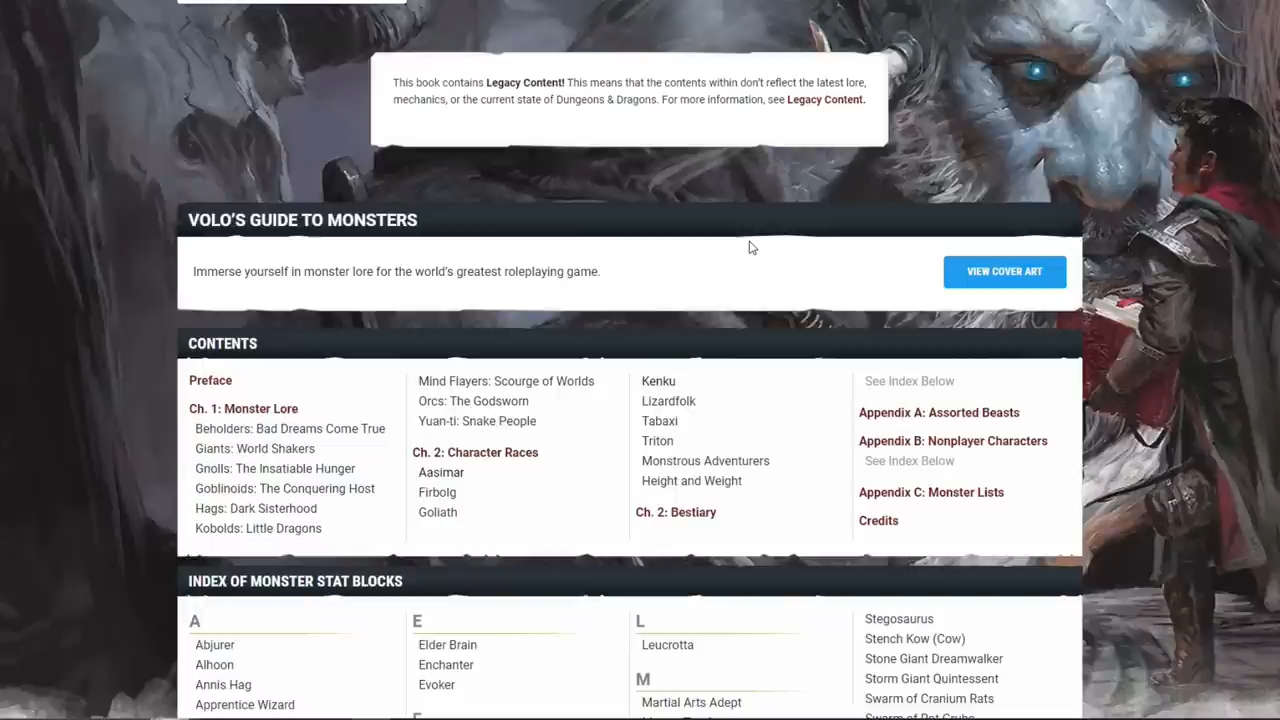 This book contains Legacy Content! This means that the contents within don't reflect the latest lore,
mechanics, or the current state of Dungeons & Dragons. For more information, see Legacy Content.
VOLO'S GUIDE TO MONSTERS
Immerse yourself in monster lore for the world's greatest roleplaying game.
VIEW COVER ART
CONTENTS
Preface
Ch. 1: Monster Lore
Beholders: Bad Dreams Come True
Giants: World Shakers
Gnolls: The Insatiable Hunger
Goblinoids: The Conquering Host
Hags: Dark Sisterhood
Kobolds: Little Dragons
Mind Flayers: Scourge of Worlds
Orcs: The Godsworn
Yuan-ti: Snake People
Ch. 2: Character Races
Aasimar
Firbolg
Goliath
Kenku
Lizardfolk
Tabaxi
Triton
Monstrous Adventurers
Height and Weight
Ch. 2: Bestiary
See Index Below
Appendix A: Assorted Beasts
Appendix B: Nonplayer Characters
See Index Below
Appendix C: Monster Lists
Credits
INDEX OF MONSTER STAT BLOCKS
A
Abjurer
Alhoon
Annis Hag
Apprentice Wizard
E
Elder Brain
Enchanter
Evoker
L
Leucrotta
M
Martial Arts Adept
Stegosaurus
Stench Kow (Cow)
Stone Giant Dreamwalker
Storm Giant Quintessent
Swarm of Cranium Rats
Swarm of Rot Grubs